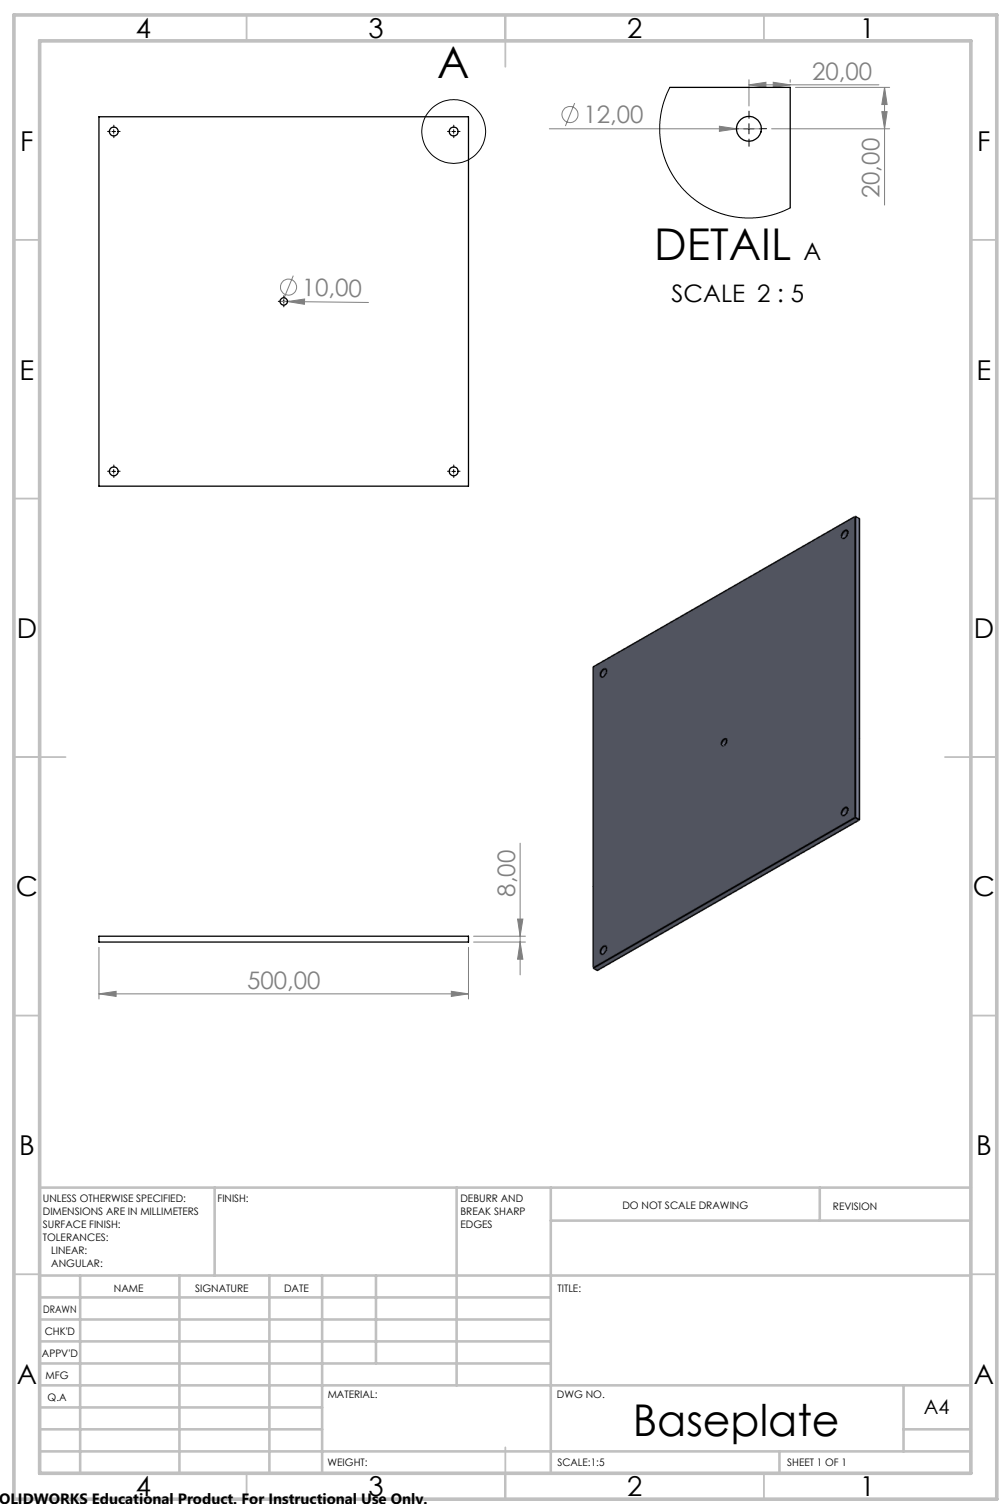 4 3 2 1
A
F F
Ø 12,00
20,00
20,00
DETAIL A
SCALE 2 : 5
Ø 10,00
E E
D D
8,00
C C
500,00
B B
UNLESS OTHERWISE SPECIFIED:
DIMENSIONS ARE IN MILLIMETERS
SURFACE FINISH:
TOLERANCES:
LINEAR:
ANGULAR:
FINISH:
DEBURR AND
BREAK SHARP
EDGES
DO NOT SCALE DRAWING
REVISION
NAME SIGNATURE DATE
TITLE:
DRAWN
CHK'D
APPV'D
MFG
A A
Q.A
MATERIAL:
DWG NO.
Baseplate
A4
WEIGHT:
SCALE:1:5
SHEET 1 OF 1
4 3 2 1
OLIDWORKS Educational Product. For Instructional Use Only.